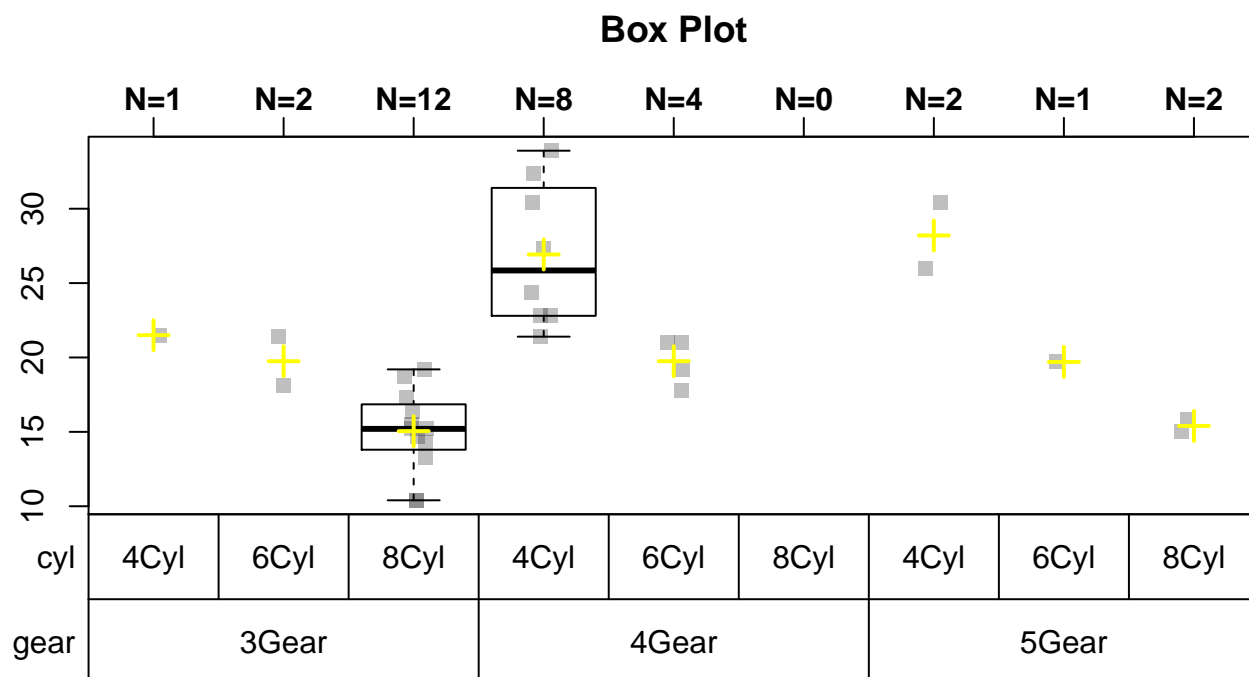 Box Plot
N=1 N=2 N=12 N=8 N=4 N=0 N=2 N=1 N=2
30
25
20
15
10
cyl 4Cyl 6Cyl 8Cyl 4Cyl 6Cyl 8Cyl 4Cyl 6Cyl 8Cyl
gear 3Gear 4Gear 5Gear